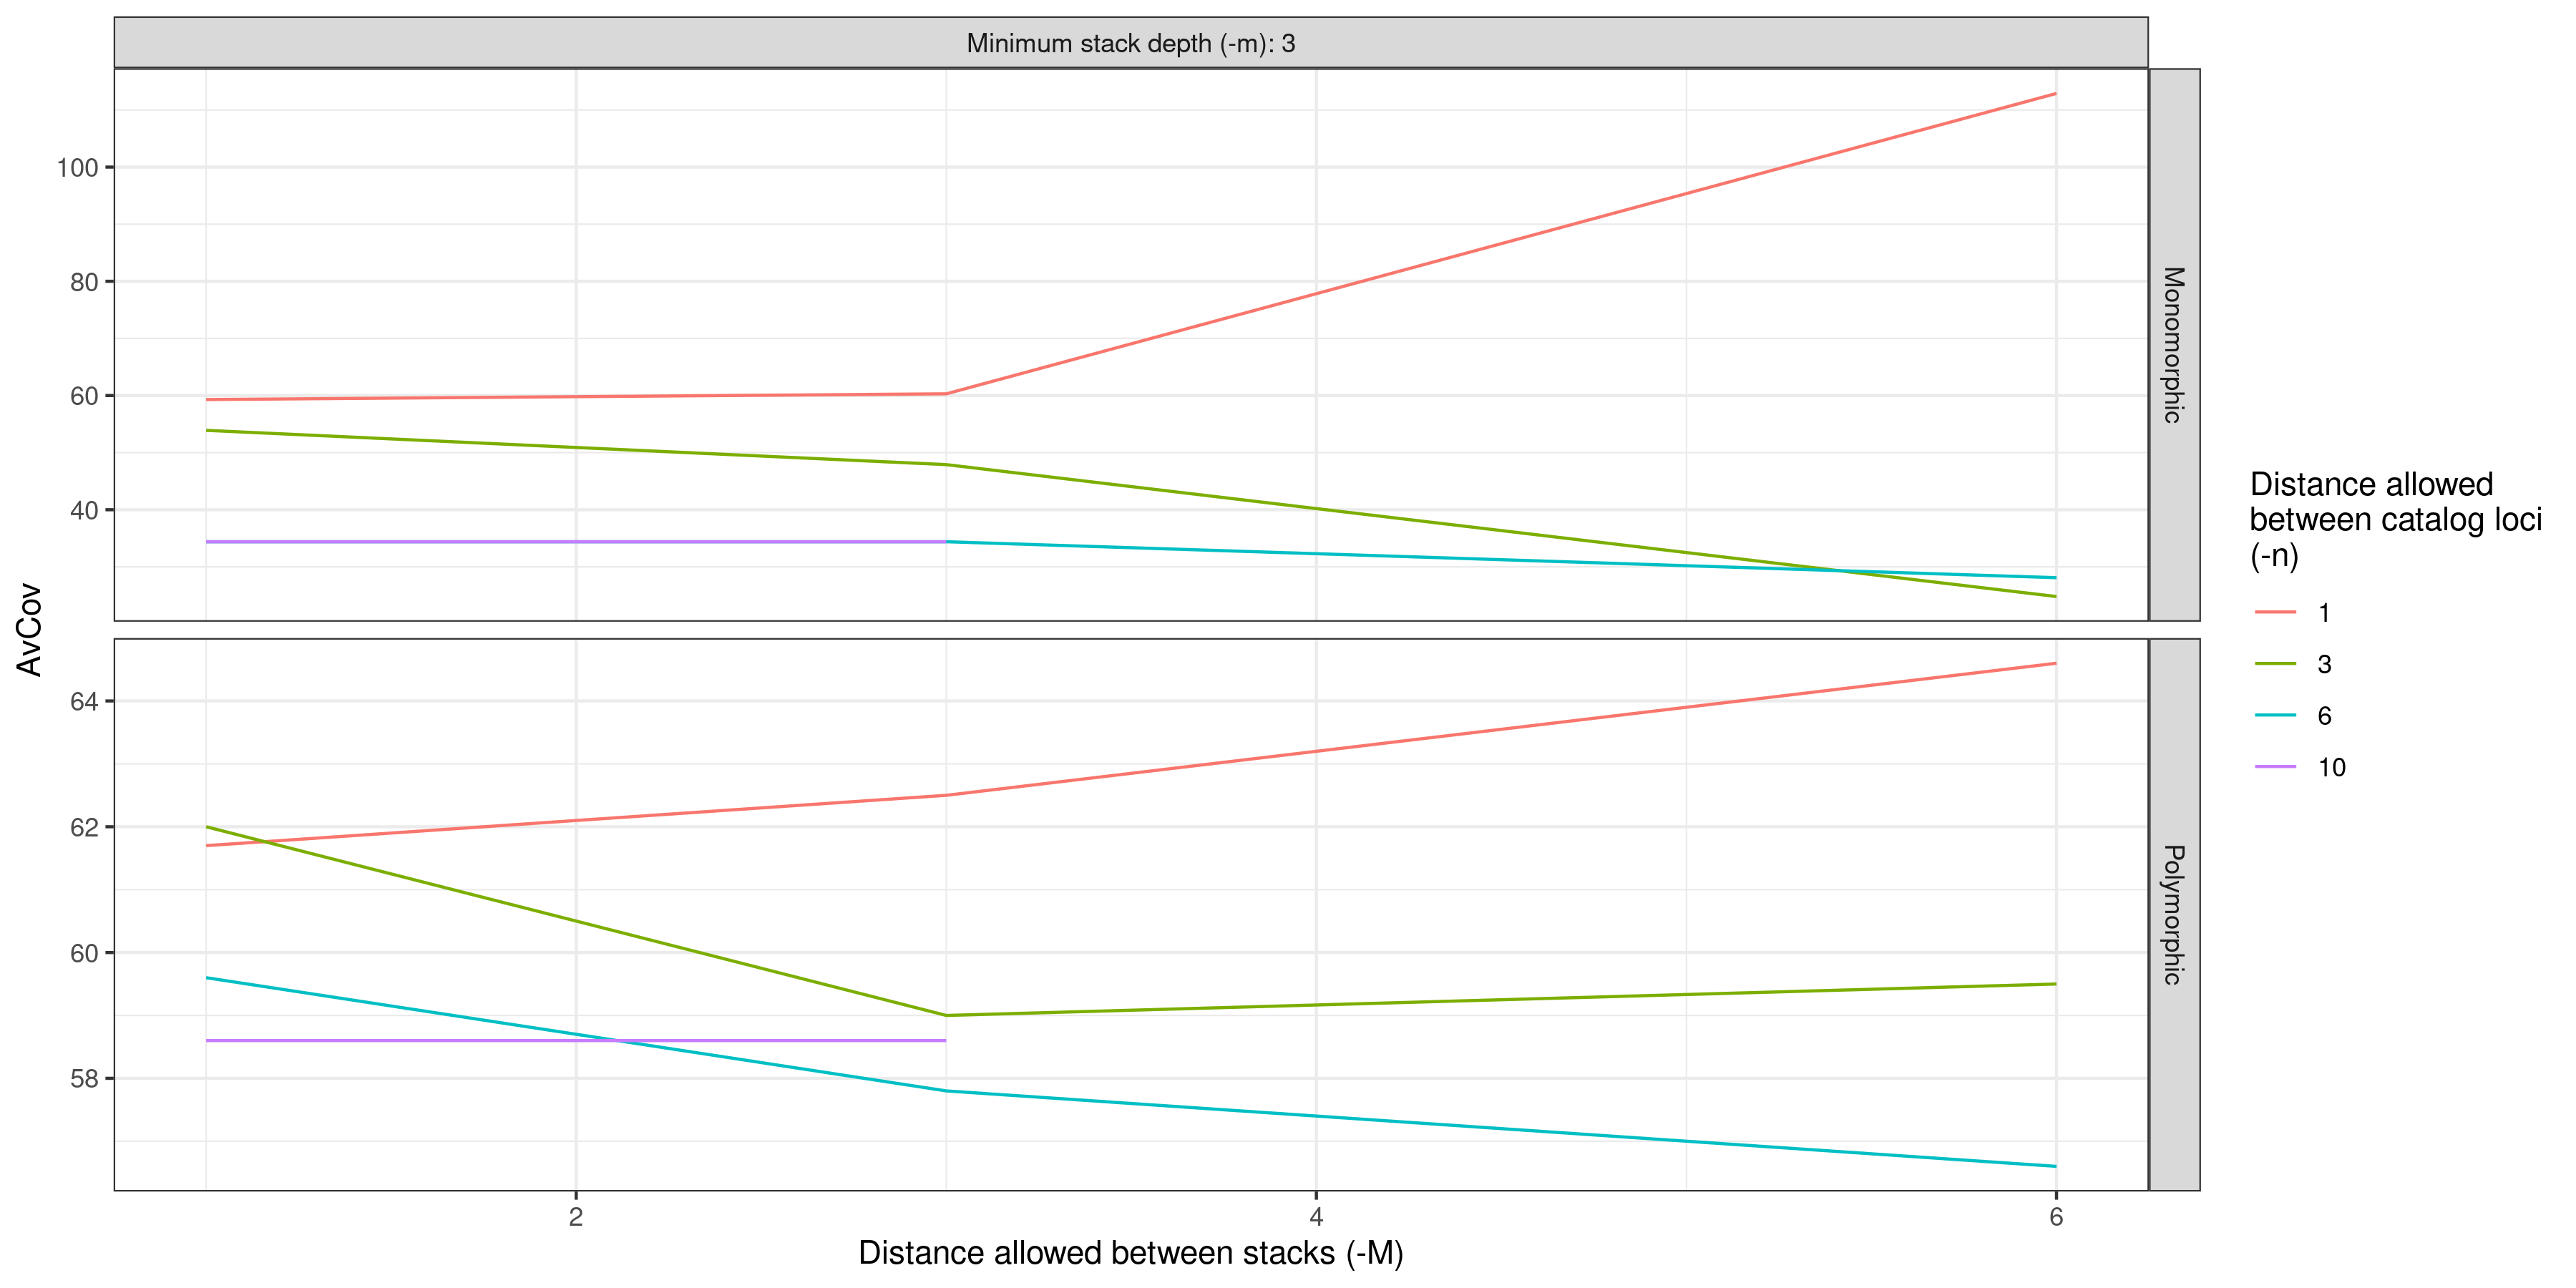 Minimum stack depth (-m): 3
100
80
60
40
Monomorphic
AvCov
64
62
60
58
Polymorphic
2
4
6
Distance allowed between stacks (-M)
Distance allowed
between catalog loci
(-n)
1
3
6
10